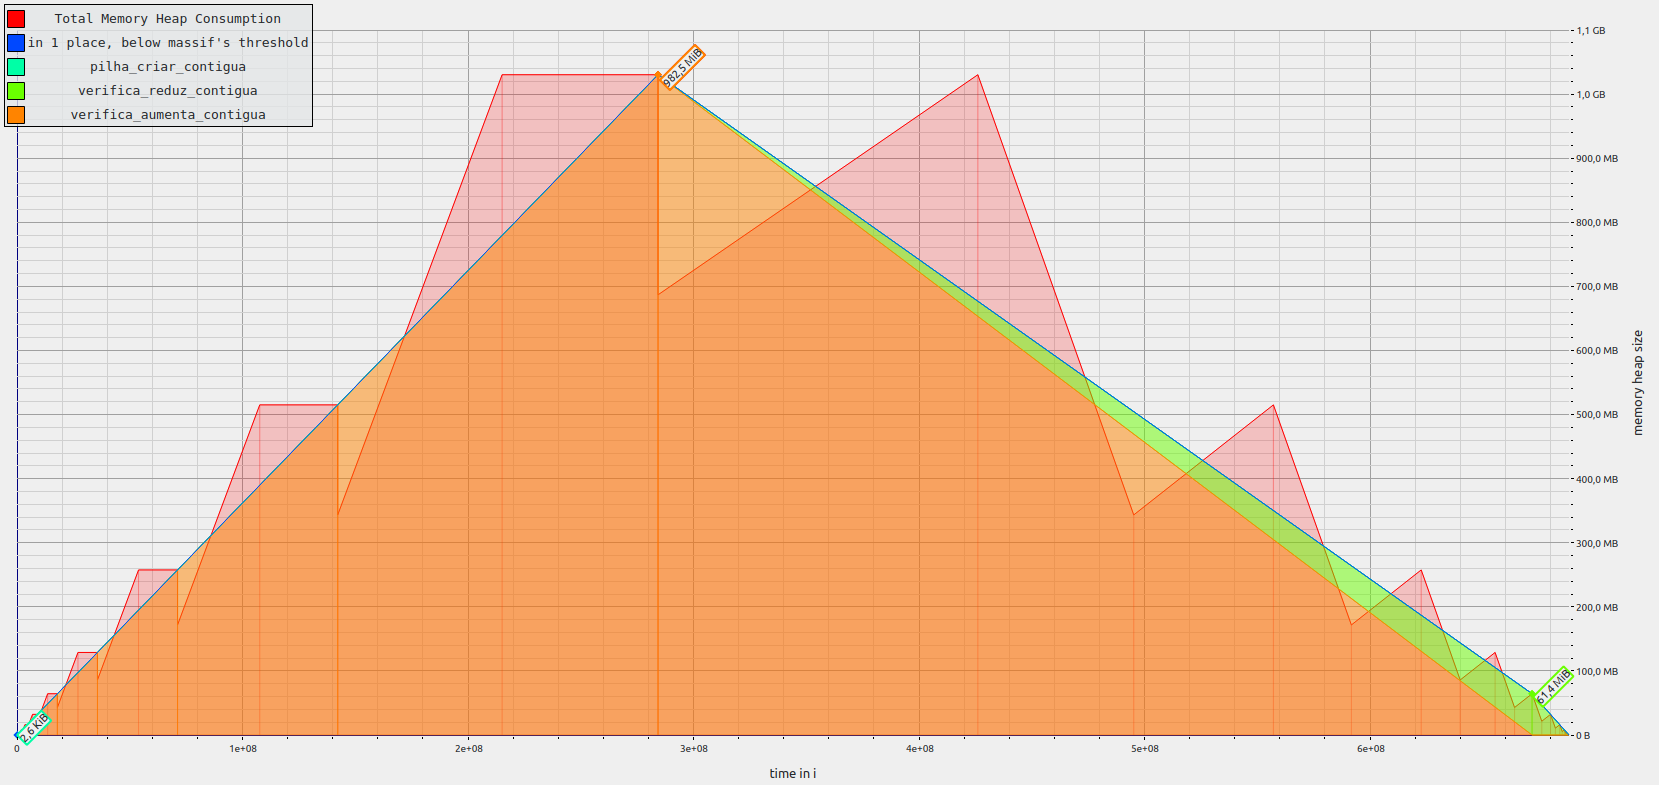 Total Memory Heap Consumption
in 1 place, below massif's threshold
pilha_criar_contigua
verifica_reduz_contigua
verifica_aumenta_contigua
982,5 MiB
61,4 MiB
2,6 KiB
1,1 GB
1,0 GB
900,0 MB
800,0 MB
700,0 MB
600,0 MB
500,0 MB
400,0 MB
300,0 MB
200,0 MB
100,0 MB
0 B
memory heap size
0 1e+08 2e+08 3e+08 4e+08 5e+08 6e+08
time in i